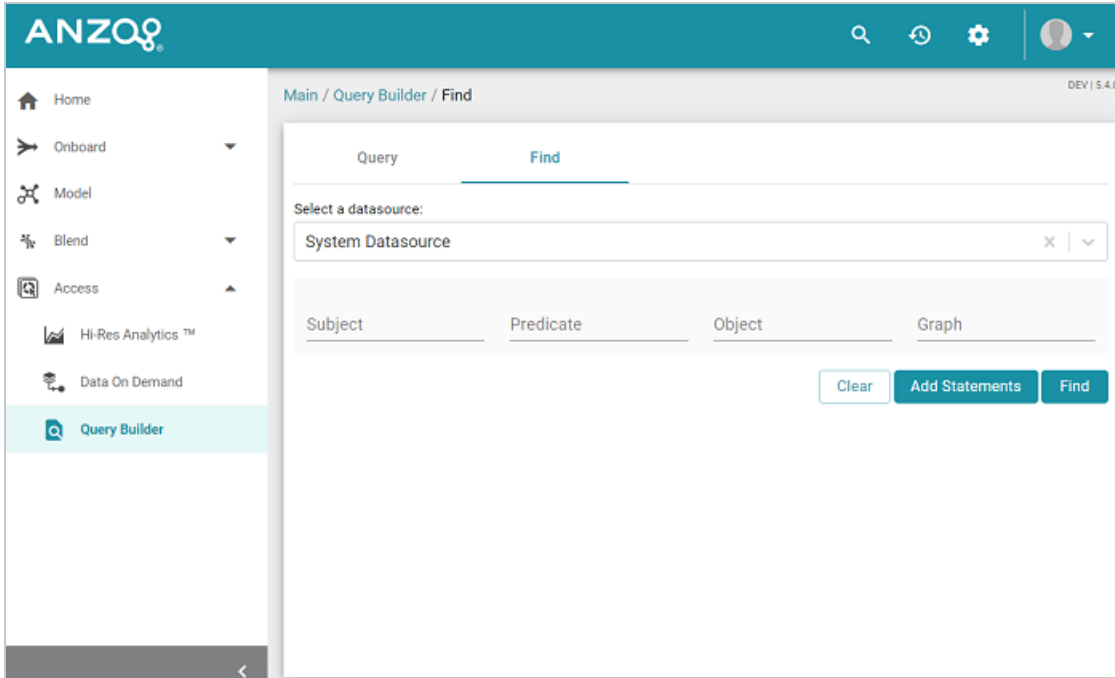 ANZO®
DEV | 5.4.
Home
Onboard
Model
Blend
Access
Hi-Res Analytics ™
Data On Demand
Query Builder
Main / Query Builder / Find
Query Find
Select a datasource:
System Datasource
Subject Predicate Object Graph
Clear Add Statements Find